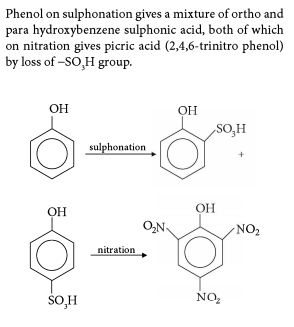 Phenol on sulphonation gives a mixture of ortho and
para hydroxybenzene sulphonic acid, both of which
on nitration gives picric acid (2,4,6-trinitro phenol)
by loss of –SO₃H group.
OH
OH
SO₃H
sulphonation
+
OH
OH
O₂N
NO₂
nitration
SO₃H
NO₂